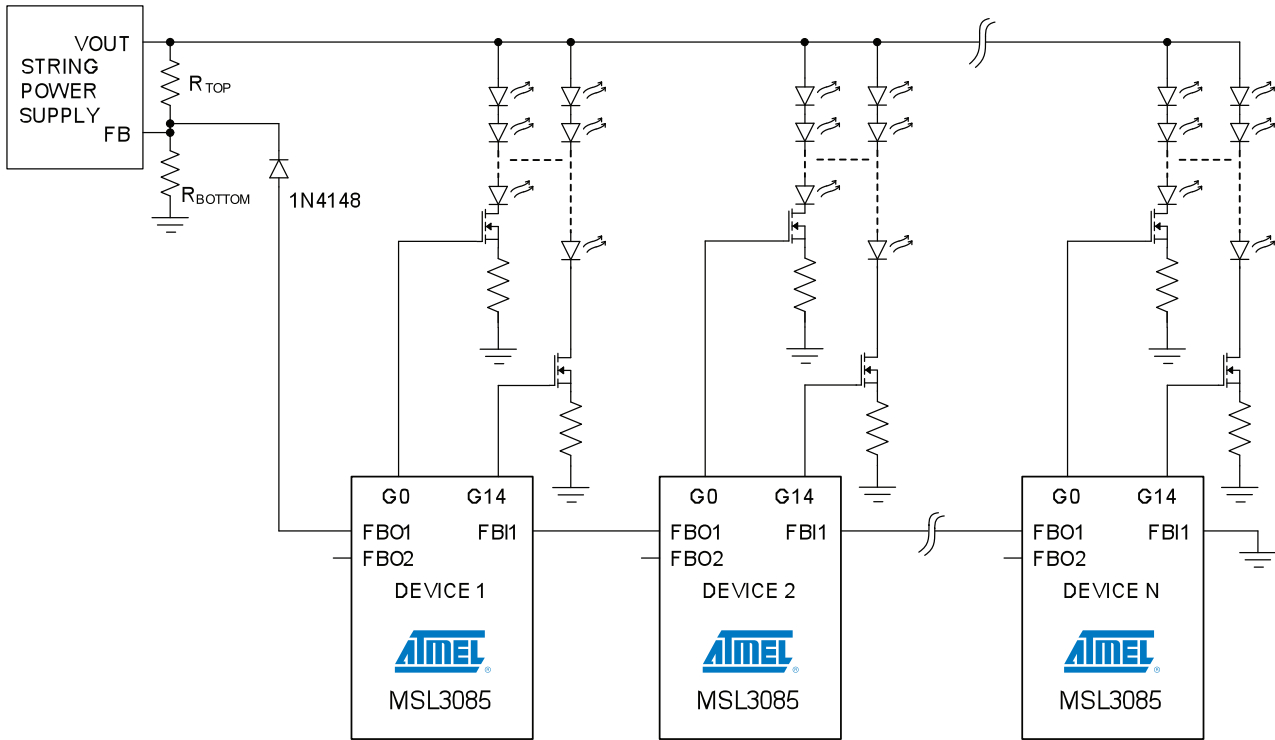 VOUT
STRING
POWER
SUPPLY
FB
RTOP
RBOTTOM
1N4148
G0 G14
FBO1 FBI1
FBO2
DEVICE 1
ATMEL®
MSL3085
G0 G14
FBO1 FBI1
FBO2
DEVICE 2
ATMEL®
MSL3085
G0 G14
FBO1 FBI1
FBO2
DEVICE N
ATMEL®
MSL3085